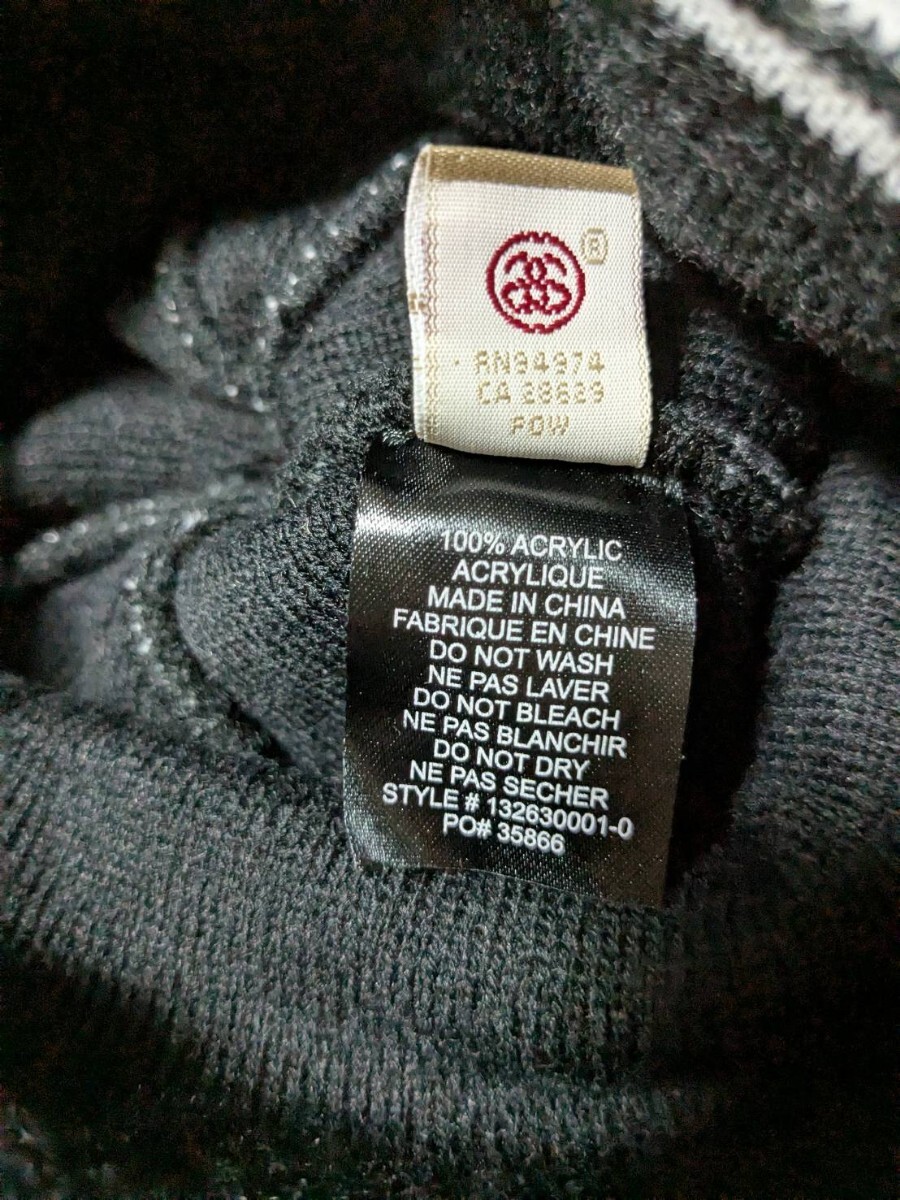 ®
RN94974
CA 28629
POW
100% ACRYLIC
ACRYLIQUE
MADE IN CHINA
FABRIQUE EN CHINE
DO NOT WASH
NE PAS LAVER
DO NOT BLEACH
NE PAS BLANCHIR
DO NOT DRY
NE PAS SECHER
STYLE # 132630001-0
PO# 35866